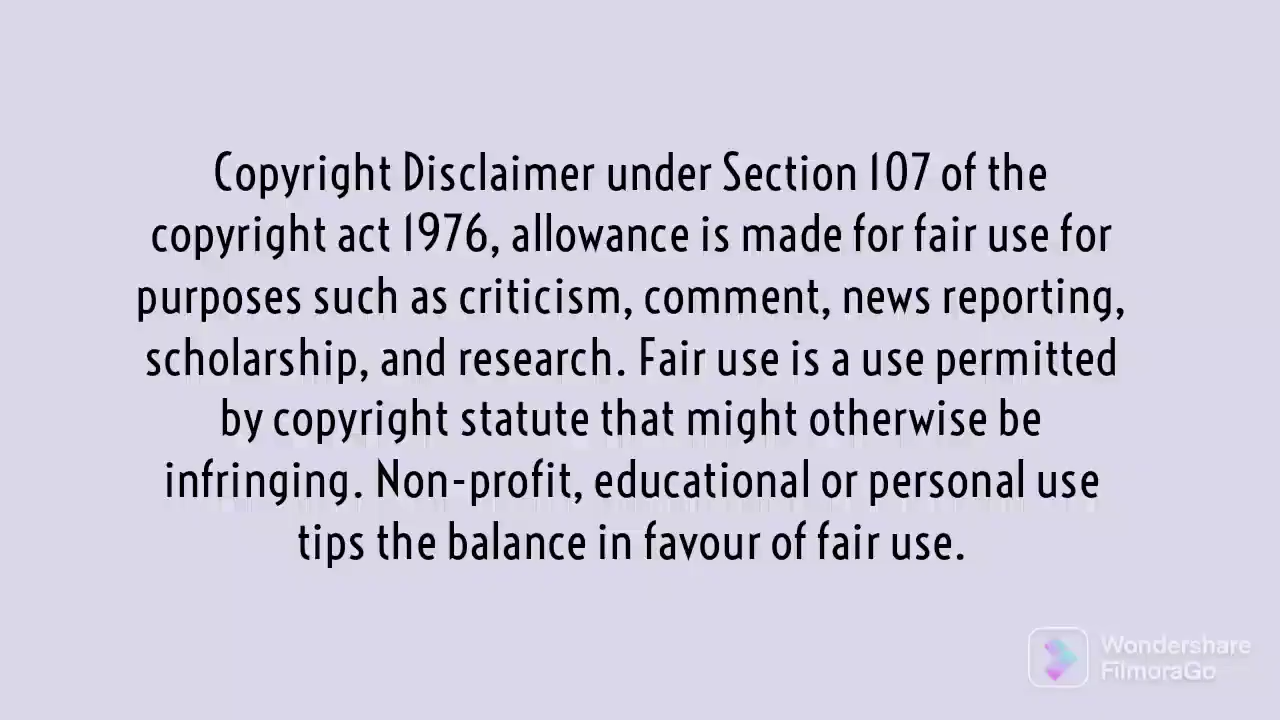 Copyright Disclaimer under Section 107 of the
copyright act 1976, allowance is made for fair use for
purposes such as criticism, comment, news reporting,
scholarship, and research. Fair use is a use permitted
by copyright statute that might otherwise be
infringing. Non-profit, educational or personal use
tips the balance in favour of fair use.
Wondershare
FilmoraGo